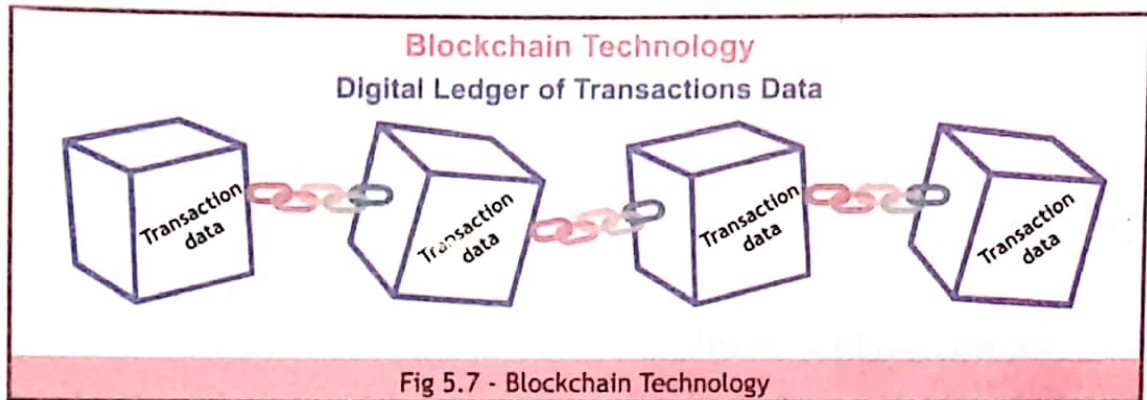 Blockchain Technology
Digital Ledger of Transactions Data
Transaction
data
Transaction
data
Transaction
data
Transaction
data
Fig 5.7 - Blockchain Technology